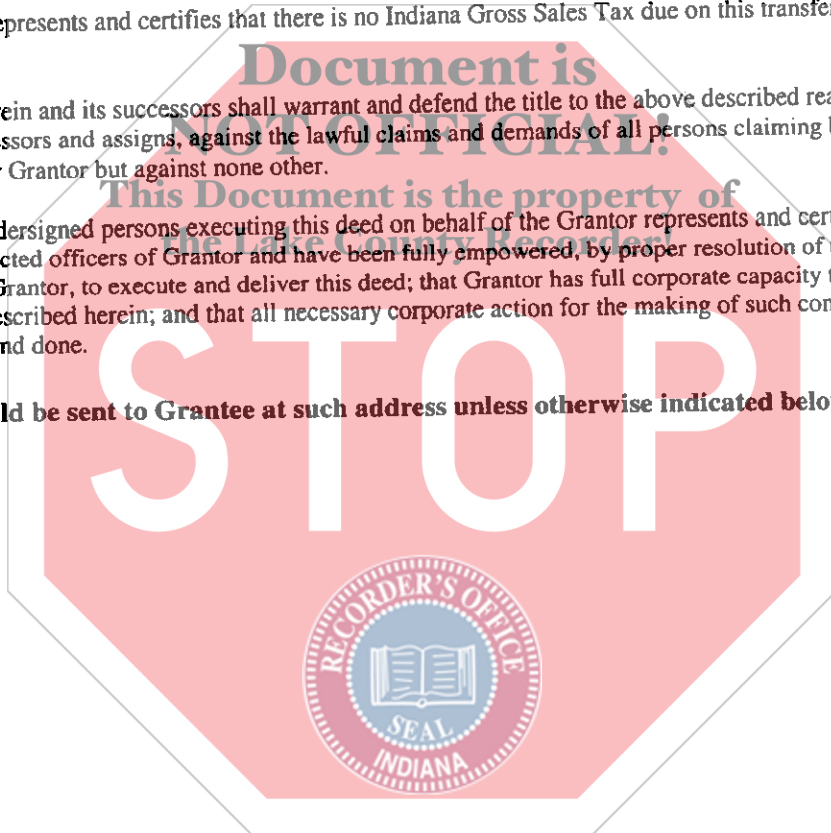 epresents and certifies that there is no Indiana Gross Sales Tax due on this transfe
Document is
ein and its successors shall warrant and defend the title to the above described rea
ssors and assigns, against the lawful claims and demands of all persons claiming
NOT OFFICIAL!
Grantor but against none other.
This Document is the property of
dersigned persons executing this deed on behalf of the Grantor represents and cert
the Lake County Recorder!
cted officers of Grantor and have been fully empowered, by proper resolution of
Grantor, to execute and deliver this deed; that Grantor has full corporate capacity
escribed herein; and that all necessary corporate action for the making of such con
nd done.
STOP
ld be sent to Grantee at such address unless otherwise indicated belo
RECORDER'S OFFICE
SEAL
INDIANA